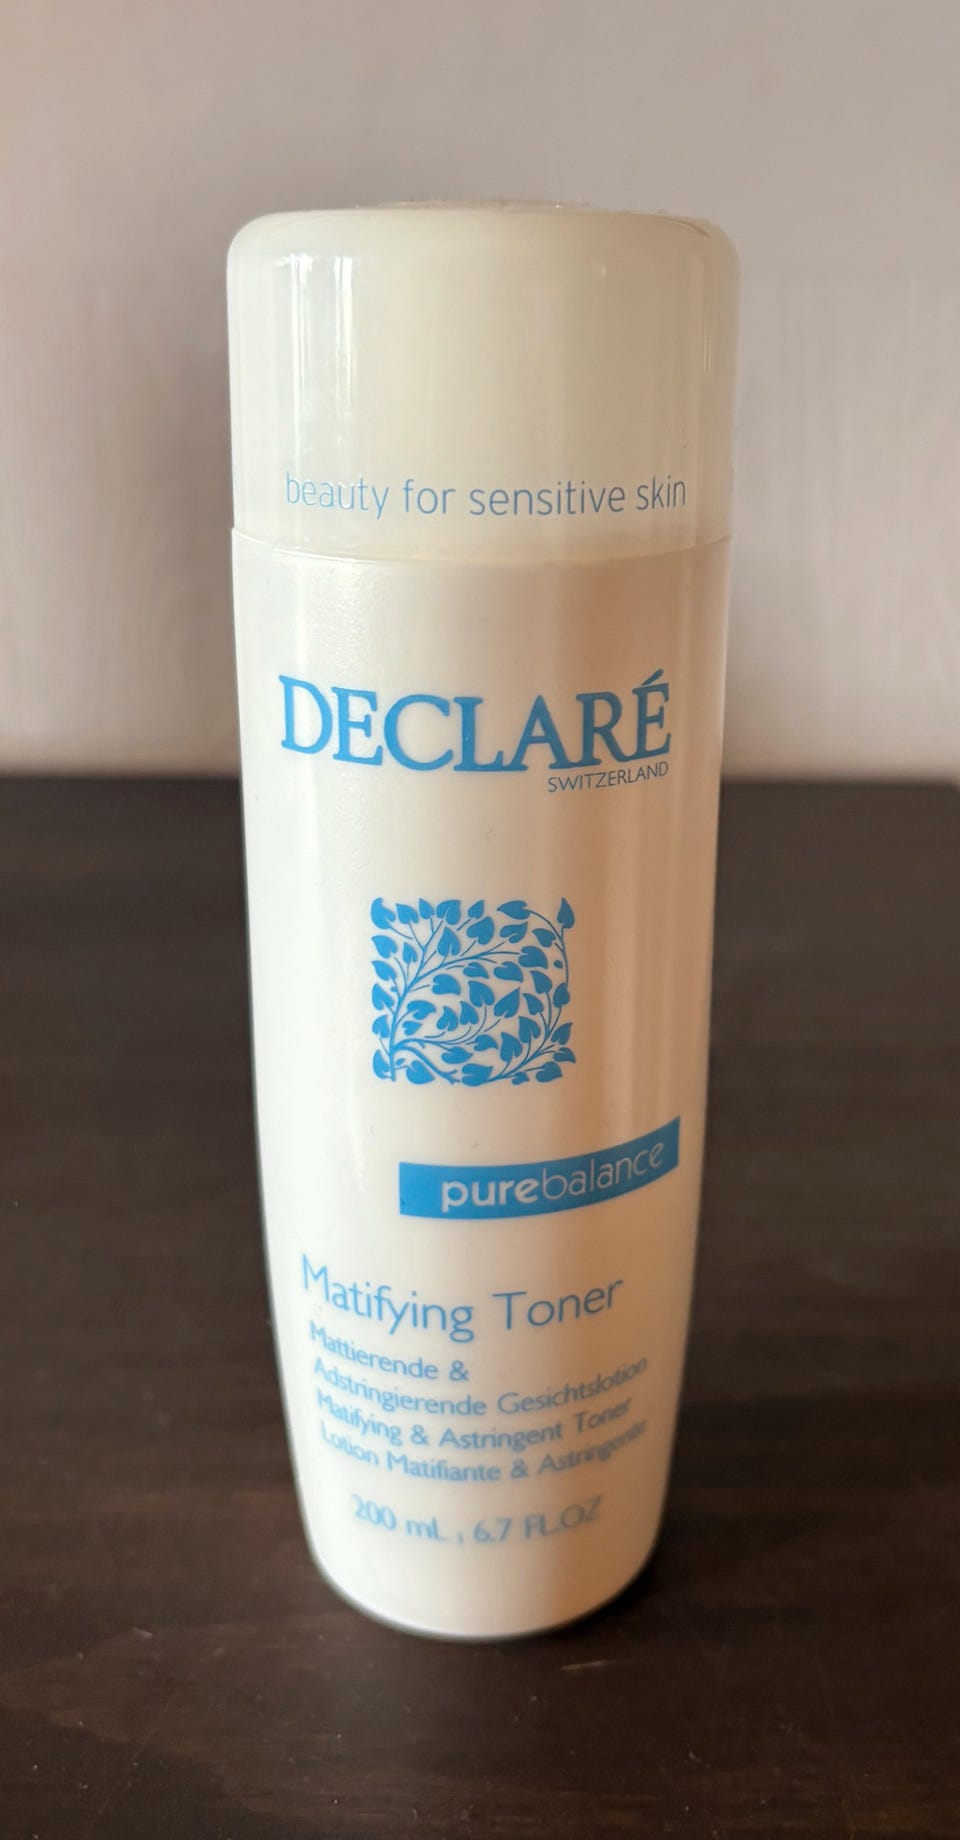 beauty for sensitive skin
DECLARÉ
SWITZERLAND
purebalance
Matifying Toner
Mattierende &
Adstringierende Gesichtslotion
Matifying & Astringent Toner
Lotion Matifiante & Astringente
200 mL , 6.7 FL.OZ